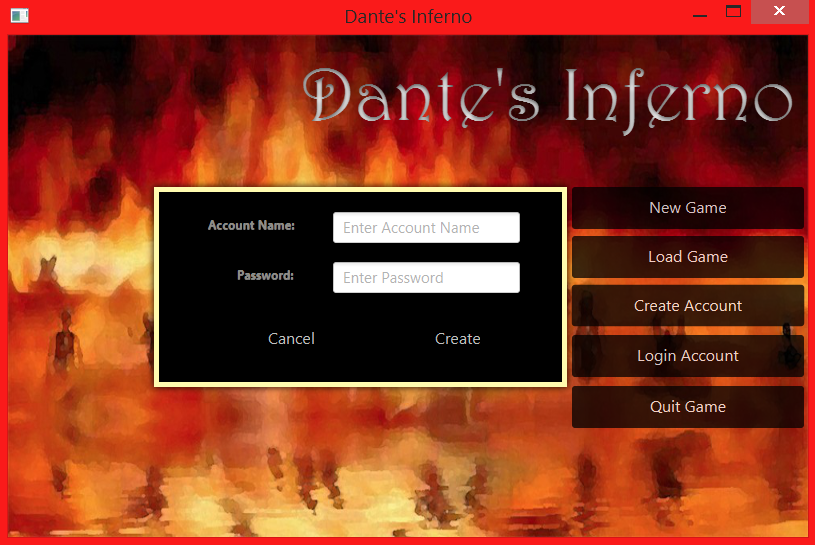 Dante's Inferno
Dante's Inferno
Account Name:
Enter Account Name
Password:
Enter Password
Cancel
Create
New Game
Load Game
Create Account
Login Account
Quit Game